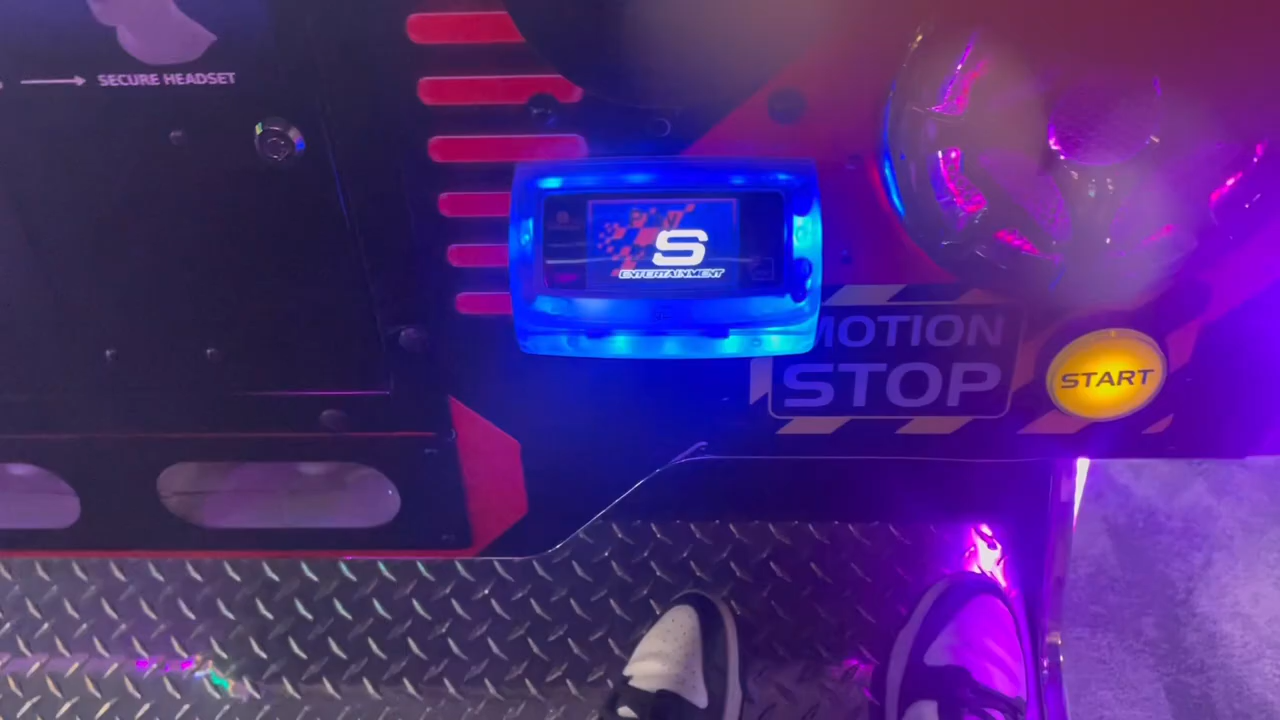 SECURE HEADSET
S
ENTERTAINMENT
MOTION
STOP
START